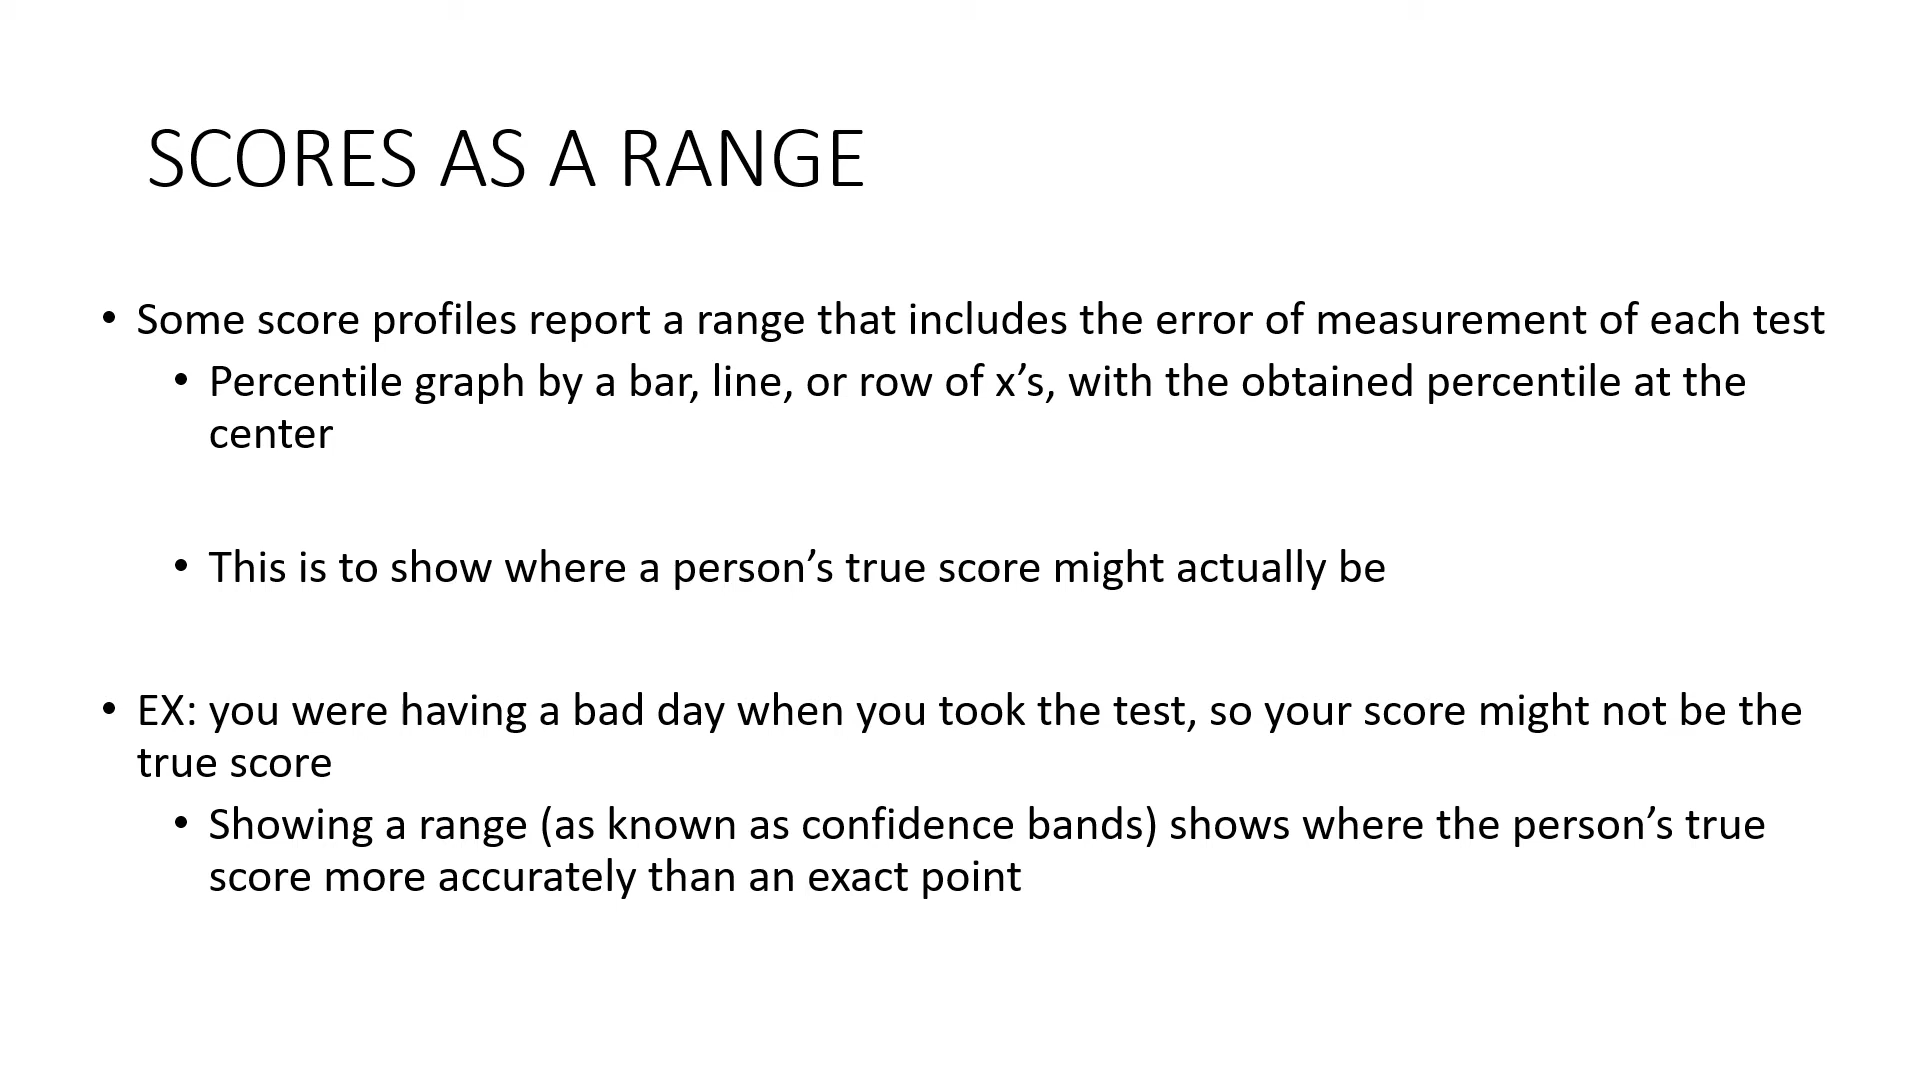 SCORES AS A RANGE
• Some score profiles report a range that includes the error of measurement of each test
• Percentile graph by a bar, line, or row of x’s, with the obtained percentile at the
center
• This is to show where a person’s true score might actually be
• EX: you were having a bad day when you took the test, so your score might not be the
true score
• Showing a range (as known as confidence bands) shows where the person’s true
score more accurately than an exact point